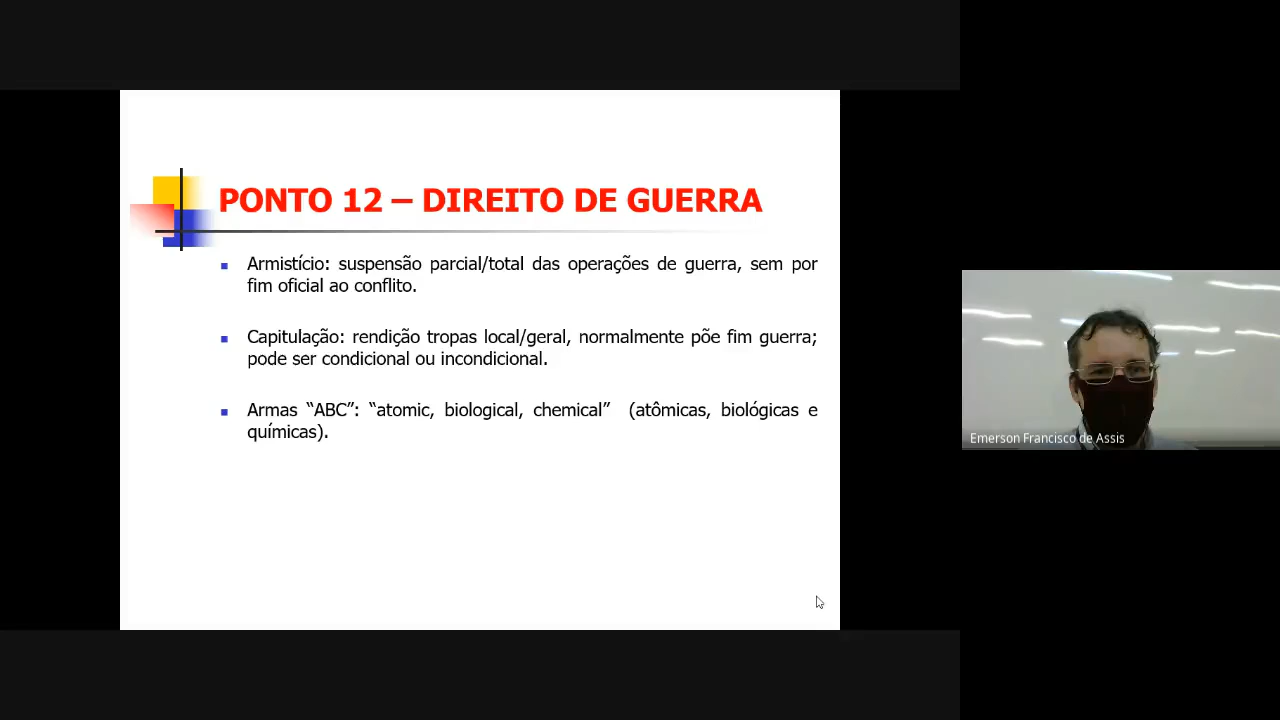 PONTO 12 – DIREITO DE GUERRA
Armistício: suspensão parcial/total das operações de guerra, sem por
fim oficial ao conflito.
Capitulação: rendição tropas local/geral, normalmente põe fim guerra;
pode ser condicional ou incondicional.
Armas “ABC”: “atomic, biological, chemical” (atômicas, biológicas e
químicas).
Emerson Francisco de Assis